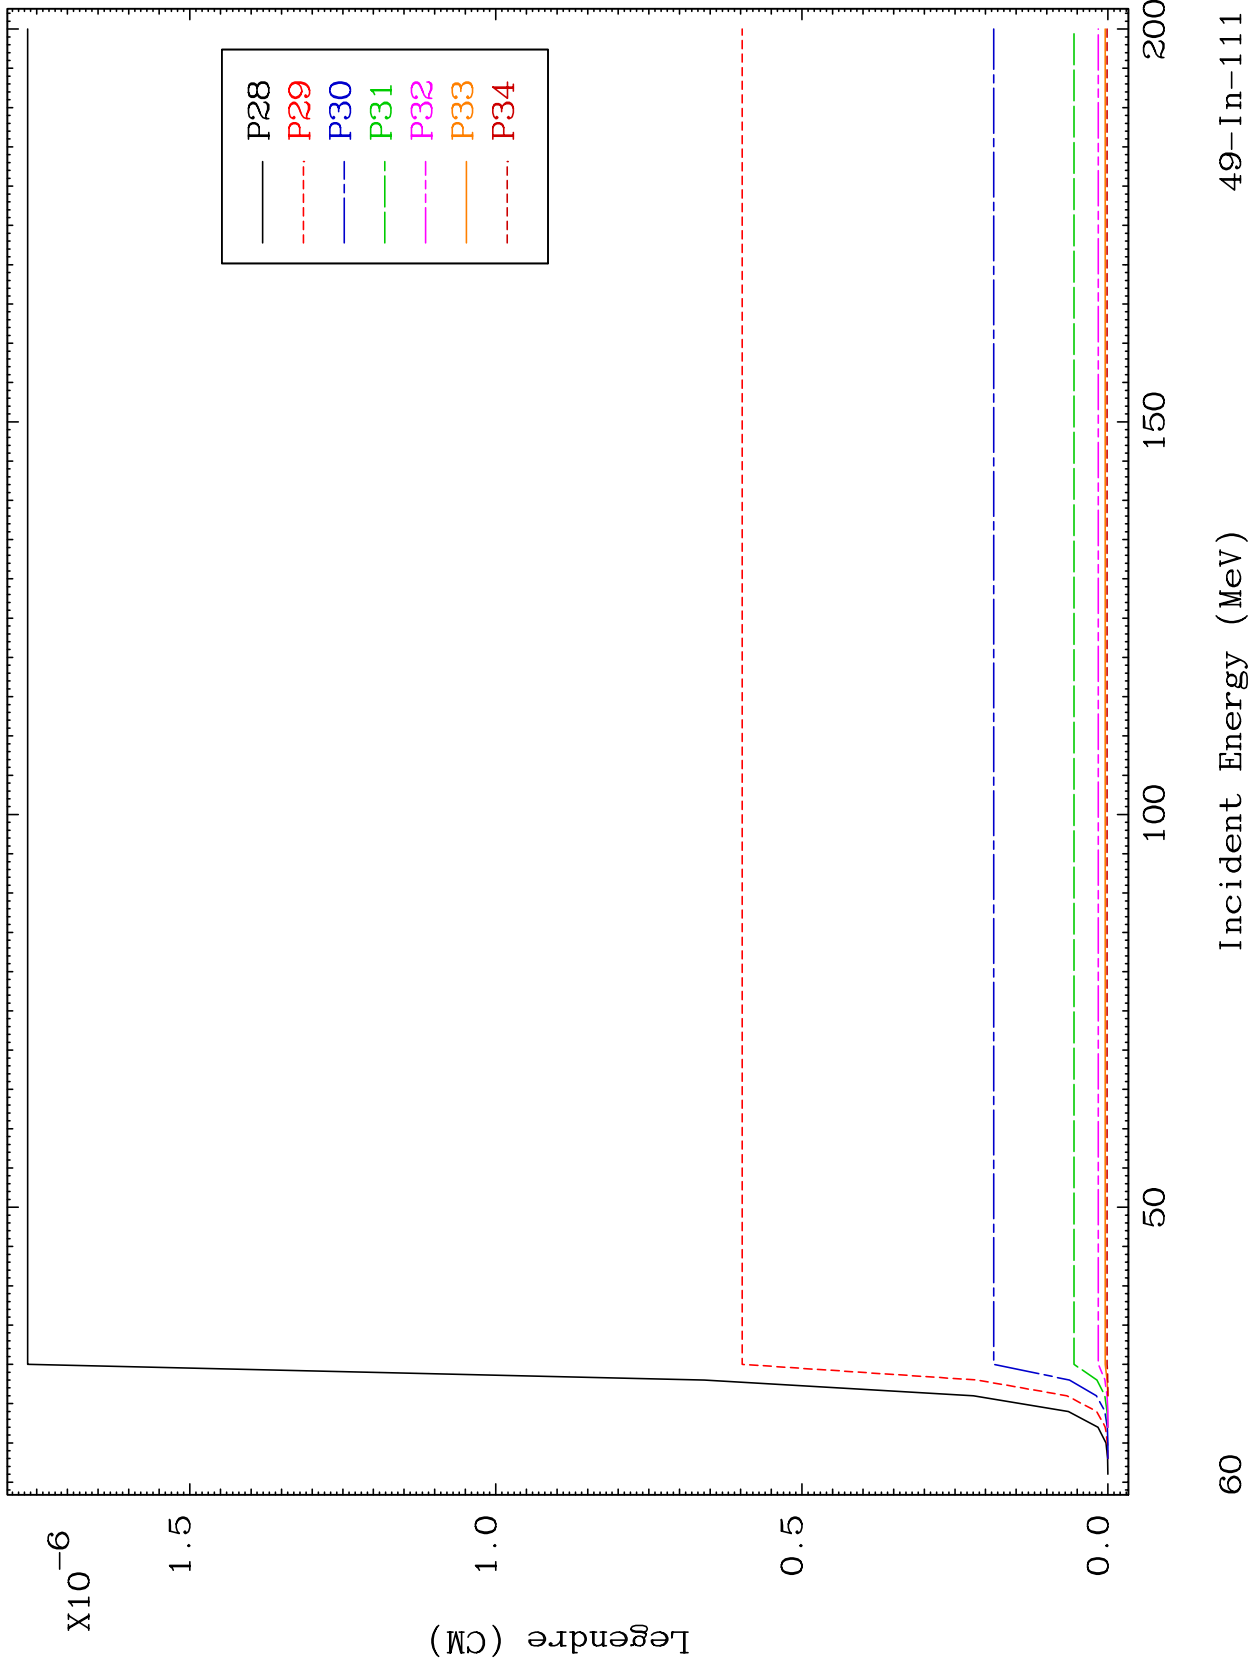 X10-6
1.5
1.0
0.5
0.0
Legendre (CM)
P28
P29
P30
P31
P32
P33
P34
50
100
150
200
Incident Energy (MeV)
60
49-In-111